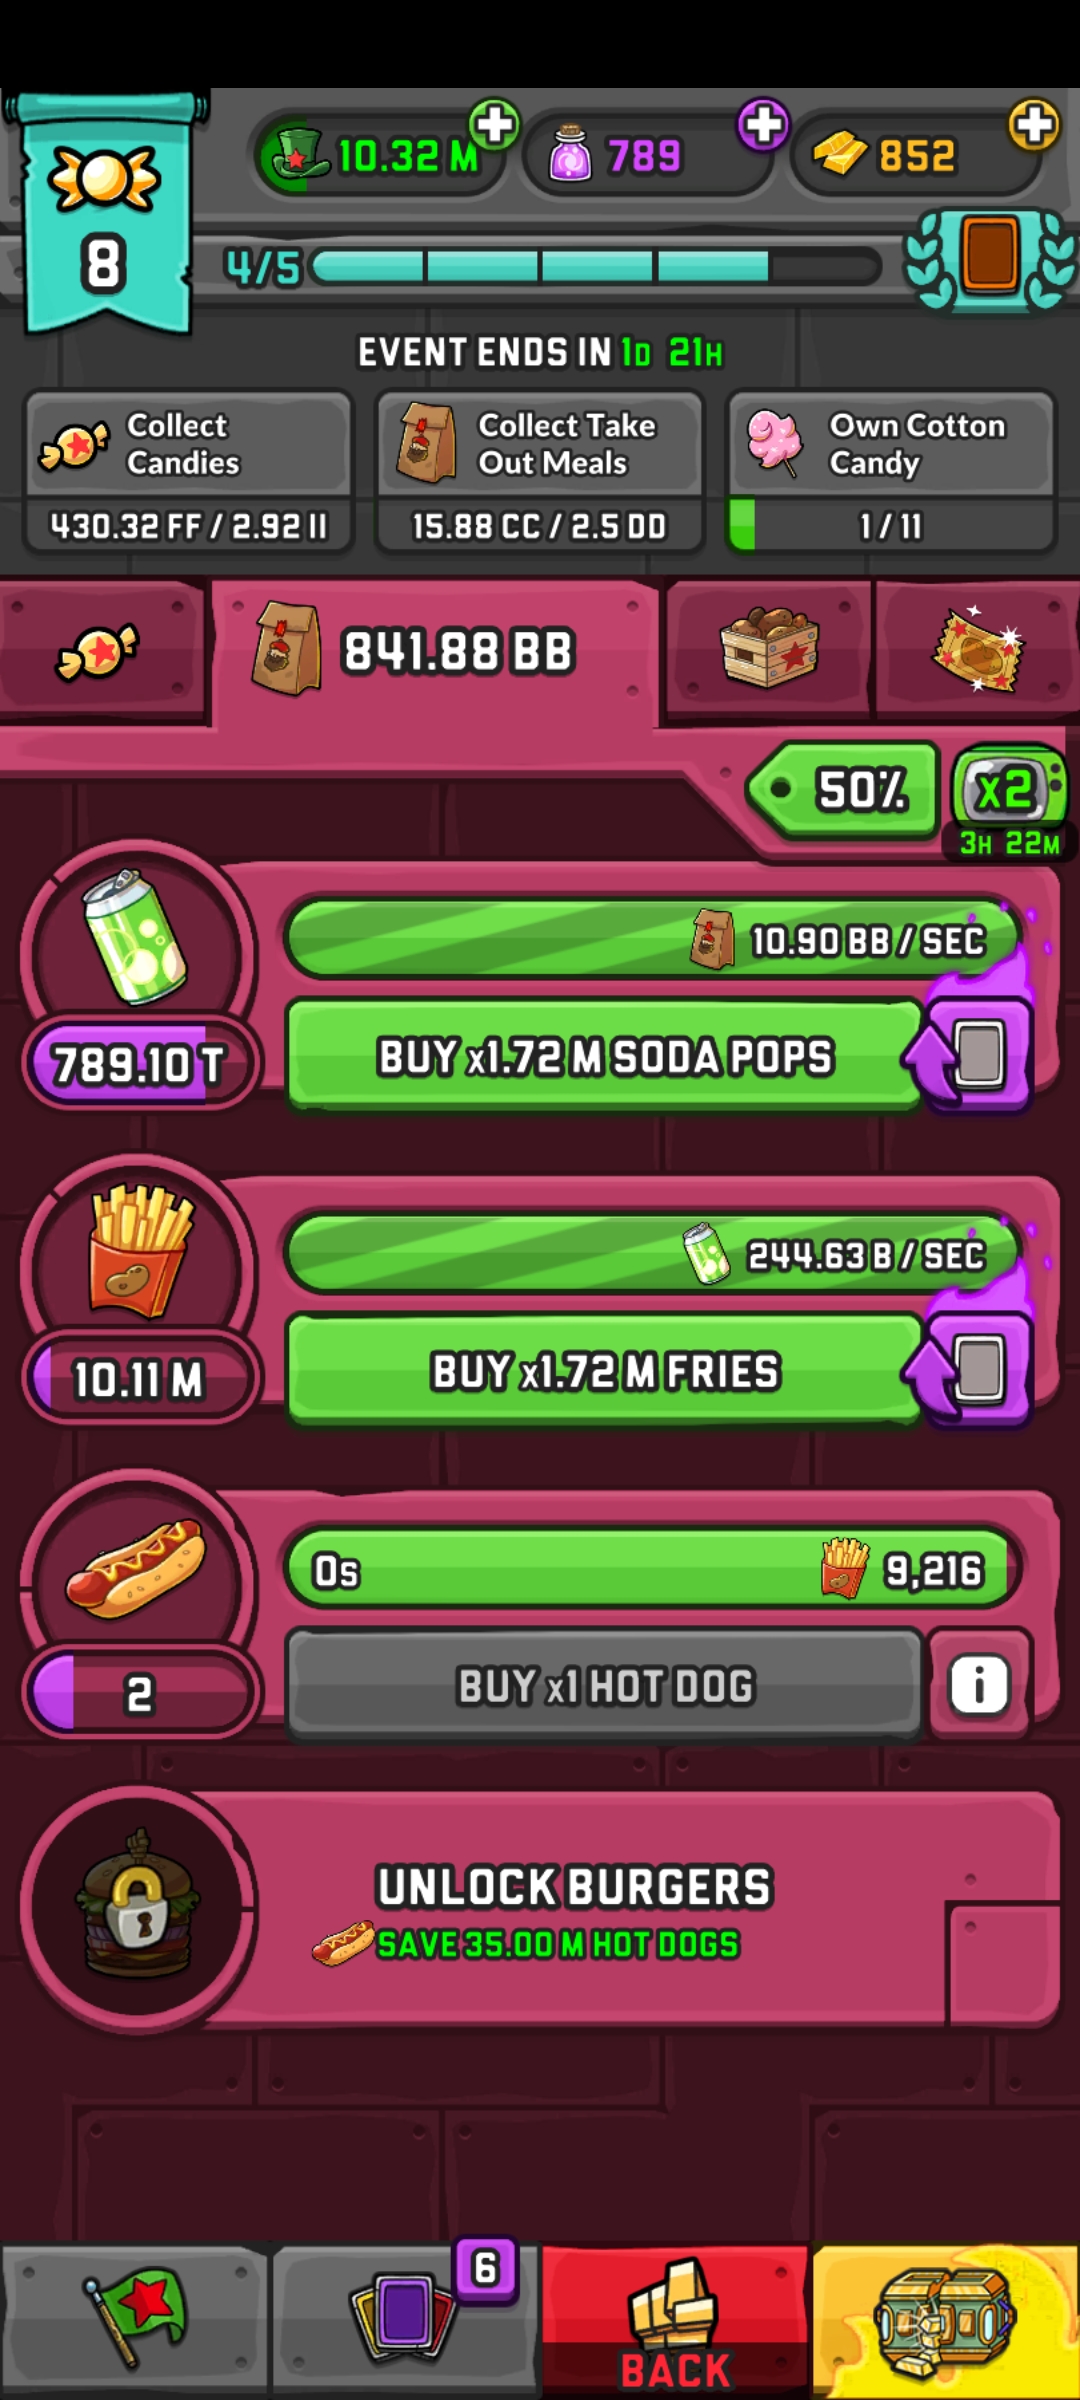 10.32 M
789
852
8
4/5
EVENT ENDS IN 1D 21H
Collect
Candies
430.32 FF / 2.92 II
Collect Take
Out Meals
15.88 CC / 2.5 DD
Own Cotton
Candy
1 / 11
841.88 BB
50%
x2
3H 22M
10.90 BB / SEC
789.10 T
BUY x1.72 M SODA POPS
244.63 B / SEC
10.11 M
BUY x1.72 M FRIES
0s
9,216
2
BUY x1 HOT DOG
i
UNLOCK BURGERS
SAVE 35.00 M HOT DOGS
6
BACK